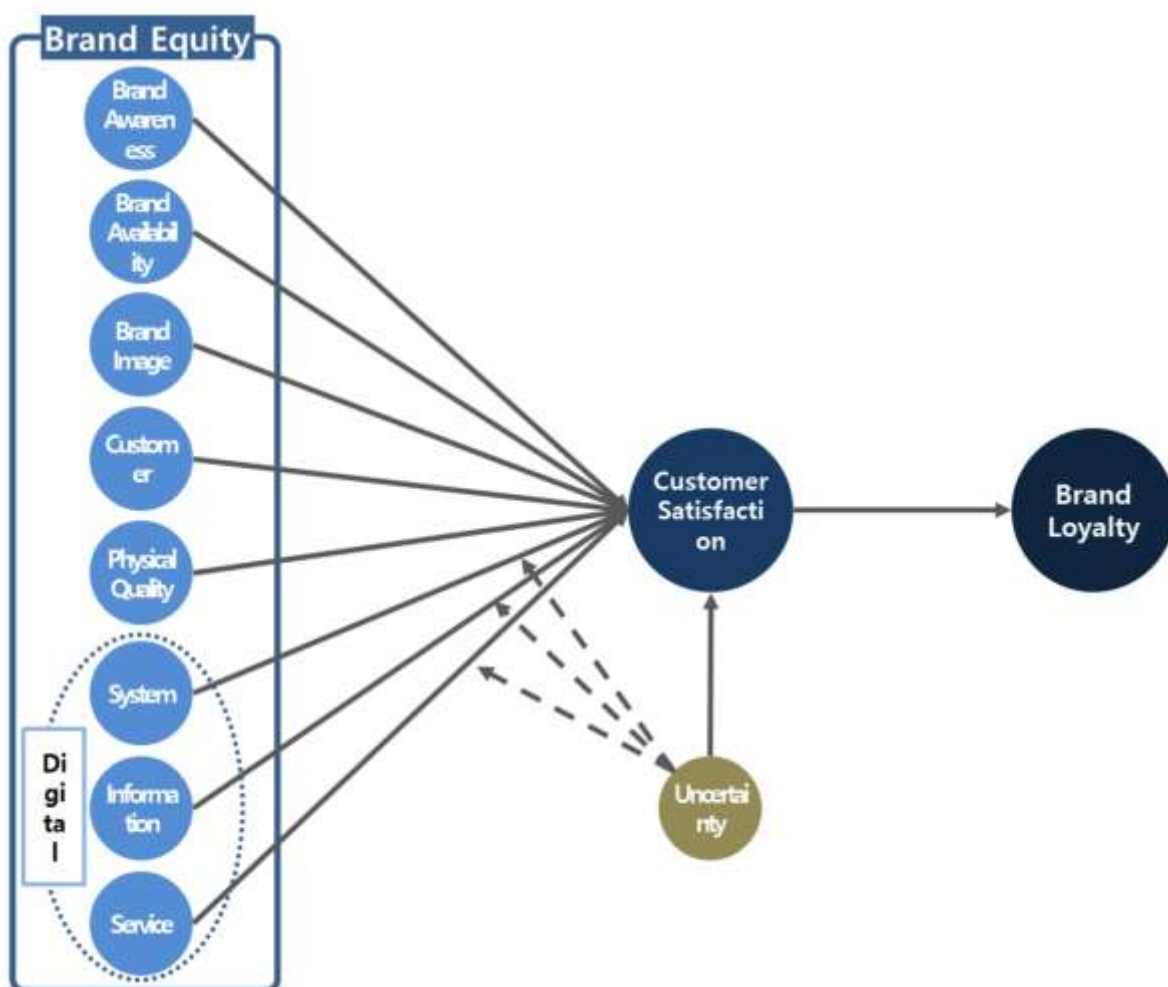 Brand Equity
Brand
Awaren
ess
Brand
Availabil
ity
Brand
Image
Custom
er
Physical
Quality
System
Di
gi
ta
l
Informa
tion
Service
Customer
Satisfacti
on
Brand
Loyalty
Uncertai
nty